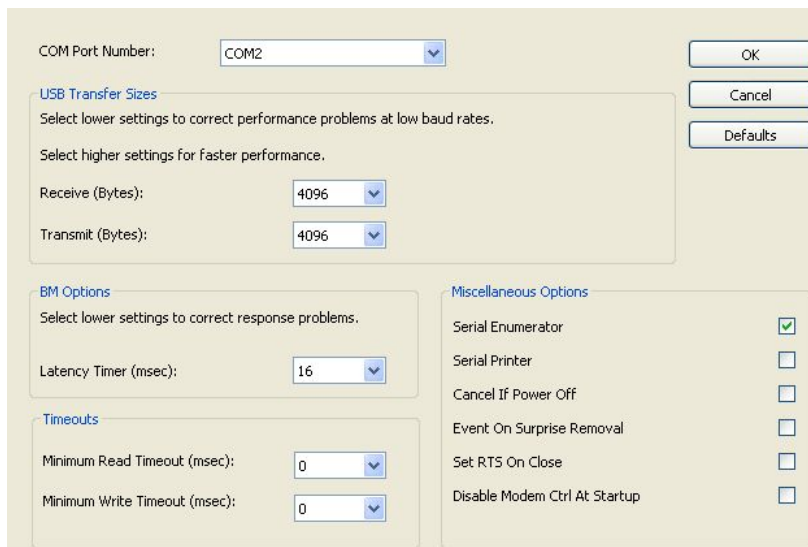 COM Port Number: COM2
OK
Cancel
Defaults
USB Transfer Sizes
Select lower settings to correct performance problems at low baud rates.
Select higher settings for faster performance.
Receive (Bytes): 4096
Transmit (Bytes): 4096
BM Options
Select lower settings to correct response problems.
Latency Timer (msec): 16
Timeouts
Minimum Read Timeout (msec): 0
Minimum Write Timeout (msec): 0
Miscellaneous Options
Serial Enumerator
Serial Printer
Cancel If Power Off
Event On Surprise Removal
Set RTS On Close
Disable Modem Ctrl At Startup